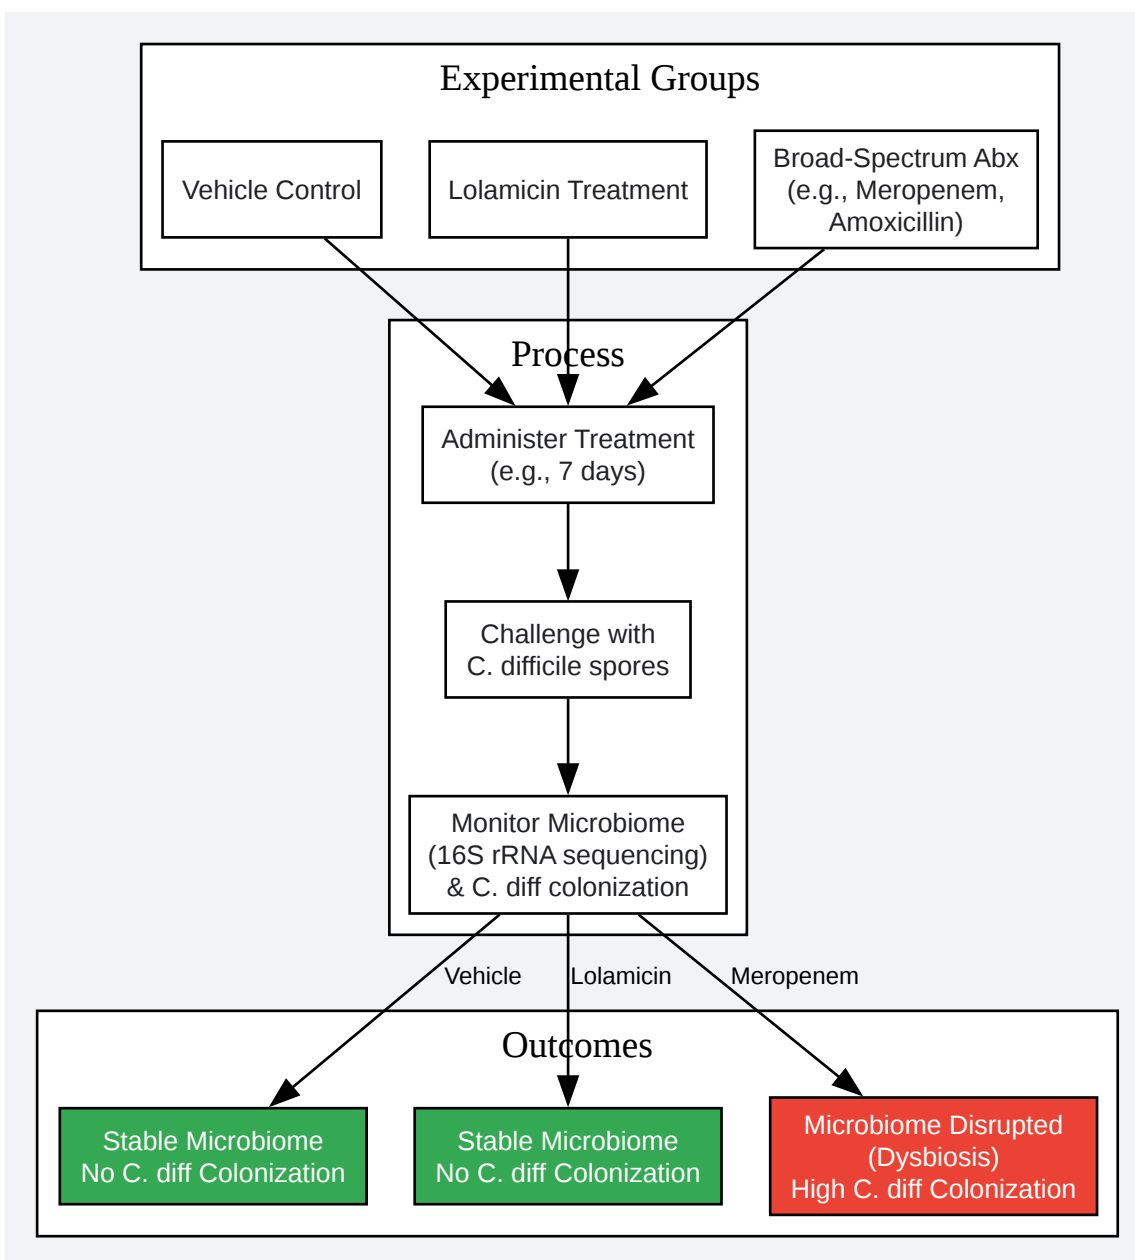 Experimental Groups
Vehicle Control
Lolamicin Treatment
Broad-Spectrum Abx
(e.g., Meropenem,
Amoxicillin)
Process
Administer Treatment
(e.g., 7 days)
Challenge with
C. difficile spores
Monitor Microbiome
(16S rRNA sequencing)
& C. diff colonization
Vehicle
Lolamicin
Meropenem
Outcomes
Stable Microbiome
No C. diff Colonization
Stable Microbiome
No C. diff Colonization
Microbiome Disrupted
(Dysbiosis)
High C. diff Colonization